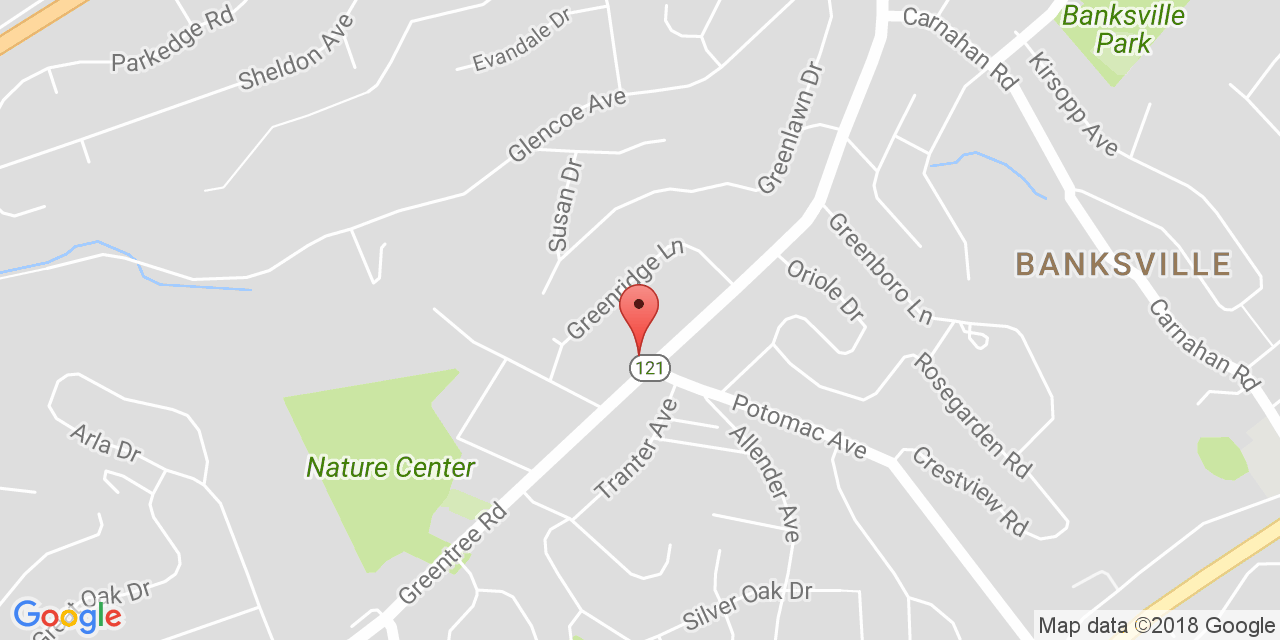 Parkedge Rd
Sheldon Ave
Evandale Dr
Glencoe Ave
Susan Dr
Greenlawn Dr
Carnahan Rd
Banksville
Park
Kirsopp Ave
Greenridge Ln
Greenboro Ln
Oriole Dr
BANKSVILLE
Carnahan Rd
121
Potomac Ave
Rosegarden Rd
Crestview Rd
Allender Ave
Tranter Ave
Arla Dr
Nature Center
Greentree Rd
Silver Oak Dr
Oak Dr
Google
Map data ©2018 Google